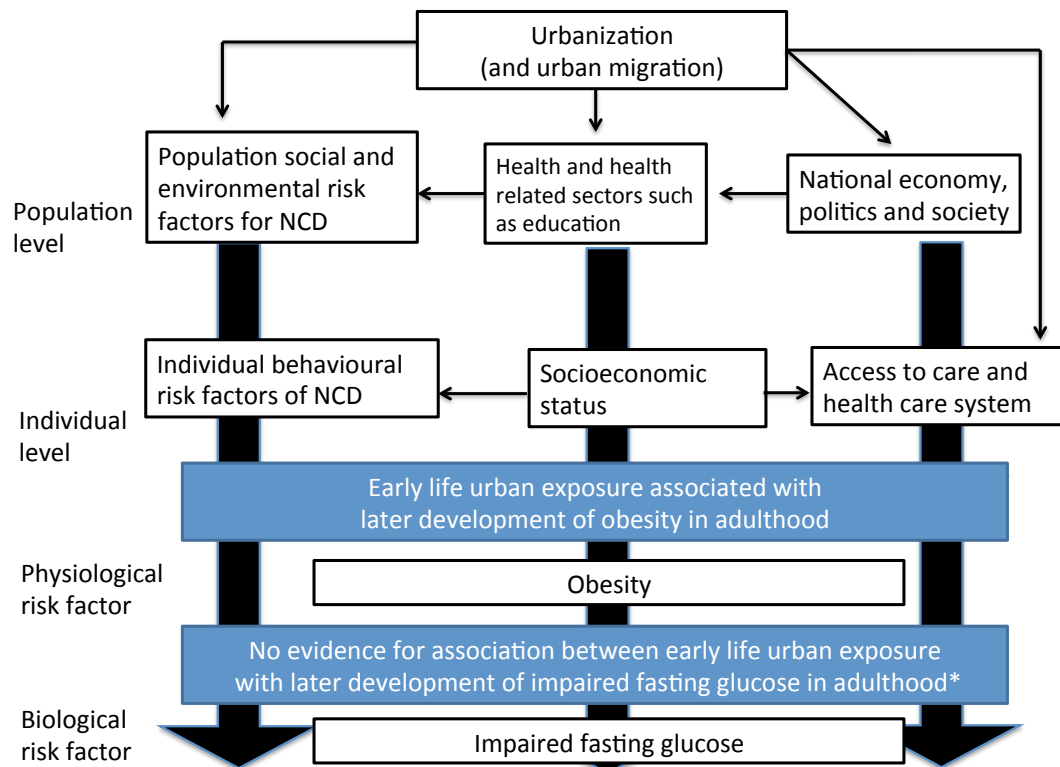 Urbanization
(and urban migration)
Population
level
Population social and
environmental risk
factors for NCD
Health and health
related sectors such
as education
National economy,
politics and society
Individual
level
Individual behavioural
risk factors of NCD
Socioeconomic
status
Access to care and
health care system
Early life urban exposure associated with
later development of obesity in adulthood
Physiological
risk factor
Obesity
No evidence for association between early life urban exposure
with later development of impaired fasting glucose in adulthood*
Biological
risk factor
Impaired fasting glucose